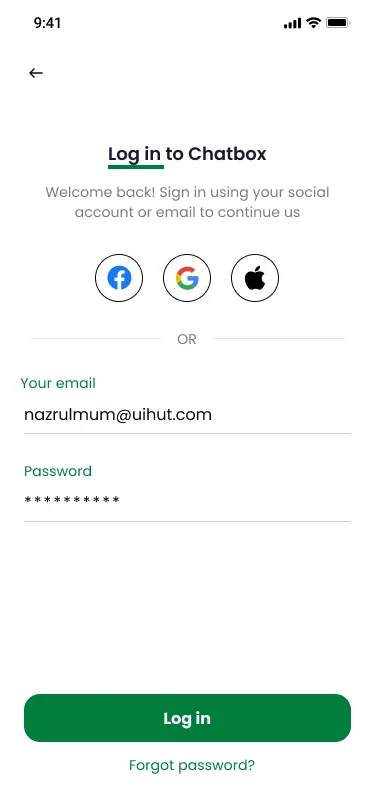 9:41
Log in to Chatbox
Welcome back! Sign in using your social
account or email to continue us
OR
Your email
nazrulmum@uihut.com
Password
**********
Log in
Forgot password?